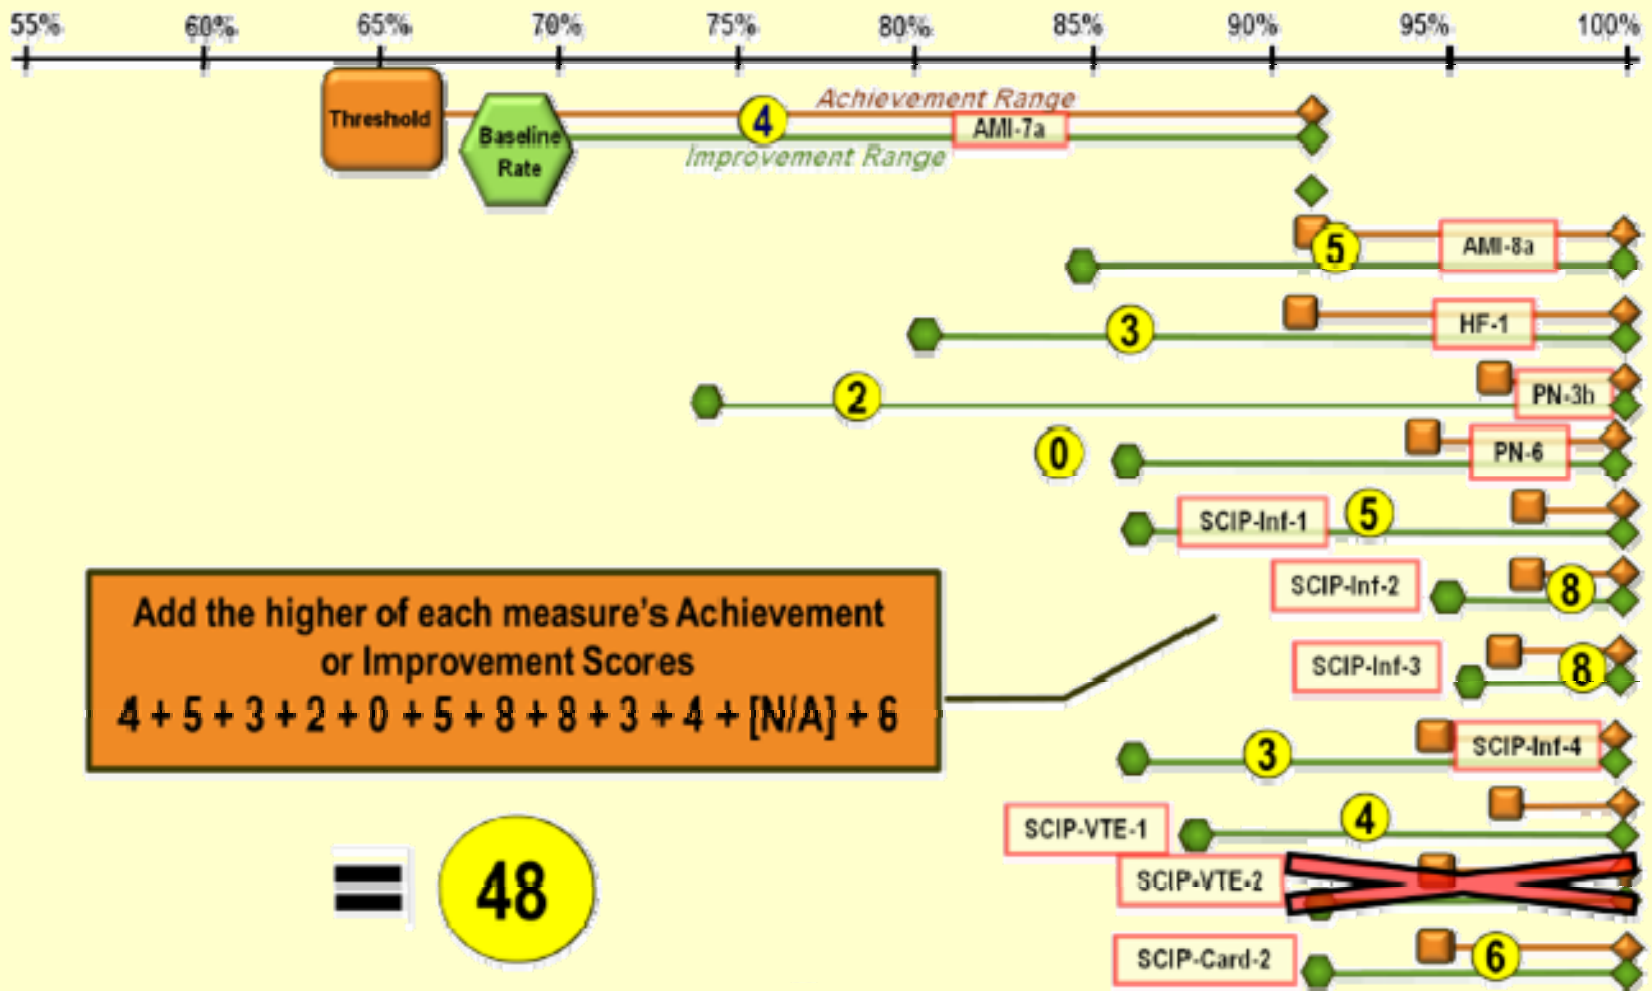 55% 60% 65% 70% 75% 80% 85% 90% 95% 100%
Threshold
Baseline
Rate
4
Achievement Range
AMI-7a
Improvement Range
5
AMI-8a
3
HF-1
2
PN-3b
0
PN-6
SCIP-Inf-1
5
SCIP-Inf-2
8
SCIP-Inf-3
8
Add the higher of each measure's Achievement
or Improvement Scores
4 + 5 + 3 + 2 + 0 + 5 + 8 + 8 + 3 + 4 + [N/A] + 6
3
SCIP-Inf-4
SCIP-VTE-1
4
SCIP-VTE-2
= 48
SCIP-Card-2
6